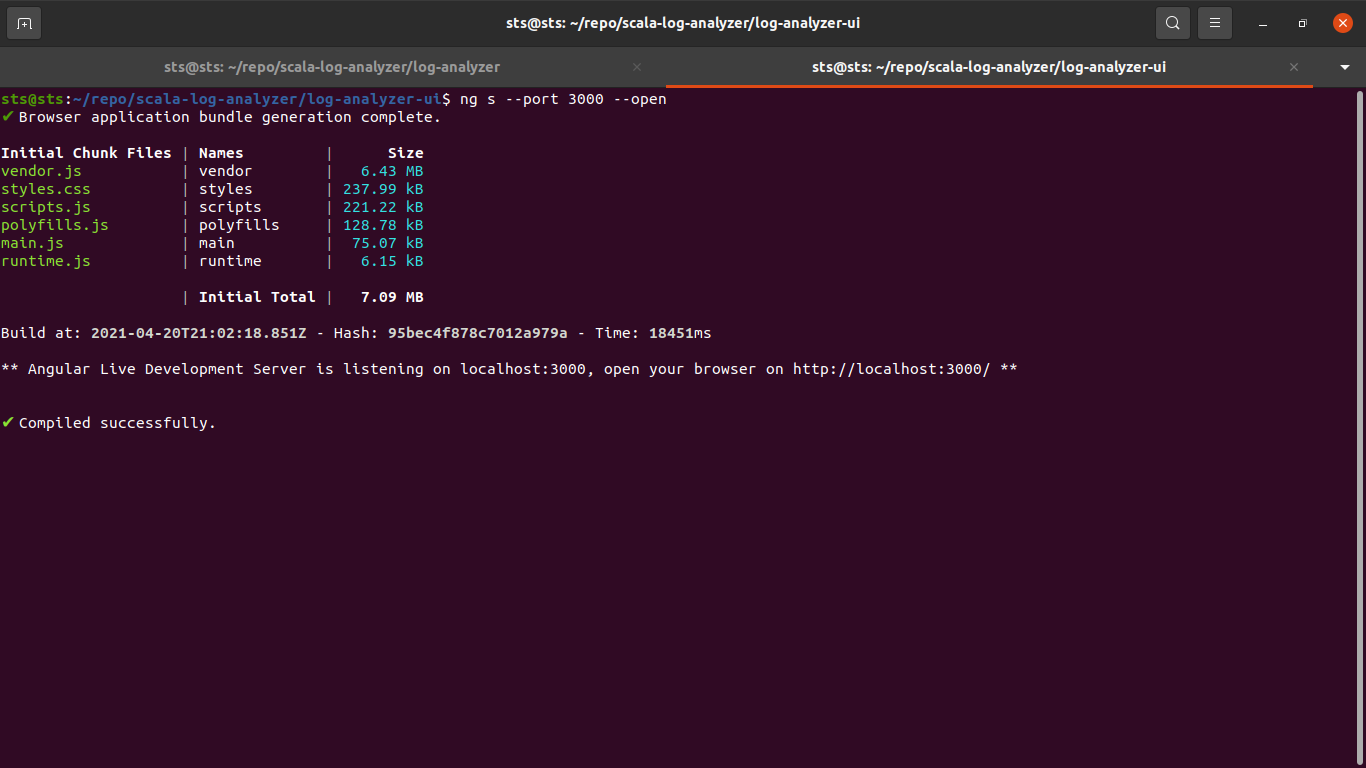 sts@sts: ~/repo/scala-log-analyzer/log-analyzer-ui
sts@sts: ~/repo/scala-log-analyzer/log-analyzer × sts@sts: ~/repo/scala-log-analyzer/log-analyzer-ui ×
sts@sts:~/repo/scala-log-analyzer/log-analyzer-ui$ ng s --port 3000 --open
✔ Browser application bundle generation complete.
Initial Chunk Files | Names         |      Size
vendor.js           | vendor        |   6.43 MB
styles.css          | styles        | 237.99 kB
scripts.js          | scripts       | 221.22 kB
polyfills.js        | polyfills     | 128.78 kB
main.js             | main          |  75.07 kB
runtime.js          | runtime       |   6.15 kB
                    | Initial Total |   7.09 MB
Build at: 2021-04-20T21:02:18.851Z - Hash: 95bec4f878c7012a979a - Time: 18451ms
** Angular Live Development Server is listening on localhost:3000, open your browser on http://localhost:3000/ **
✔ Compiled successfully.